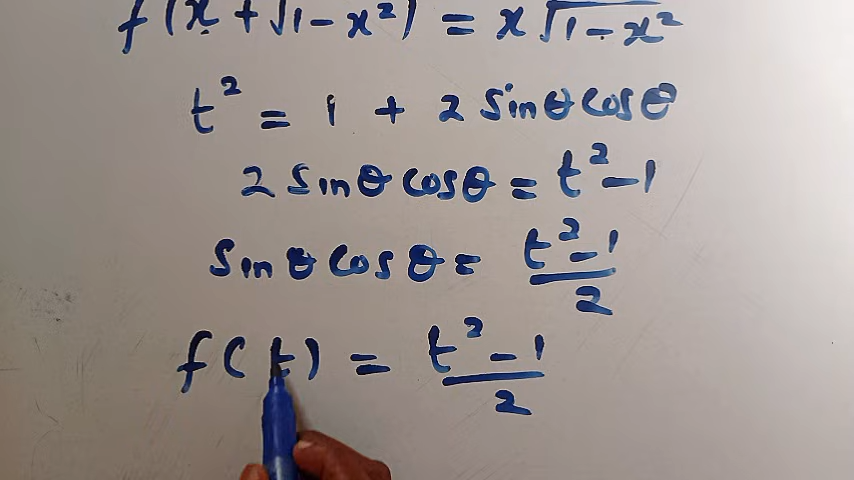 f(x + √1 - x²) = x √1 - x²
t² = 1 + 2 sinθ cosθ
2 sinθ cosθ = t² - 1
sinθ cosθ = t² - 1 / 2
f(t) = t² - 1 / 2